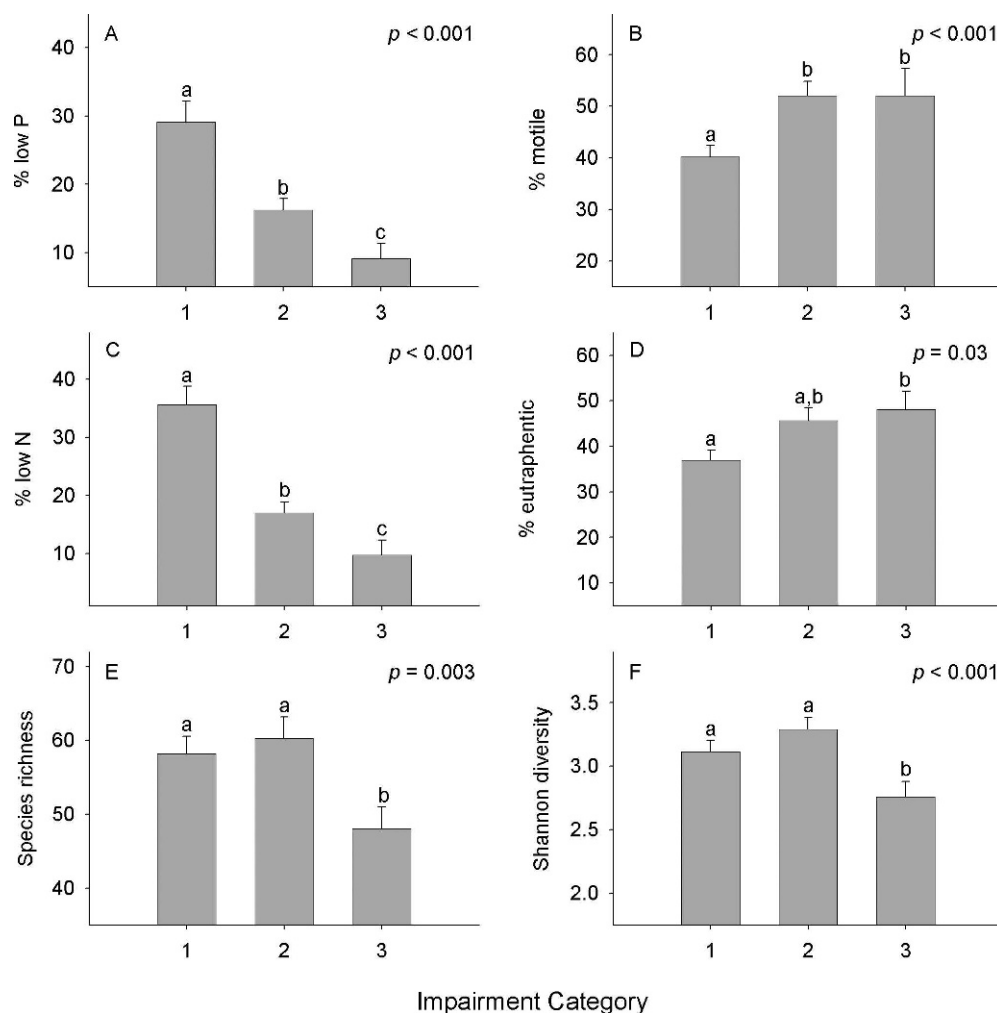 A
p < 0.001
% low P
40
30
20
10
a
b
c
1 2 3
B
p < 0.001
% motile
60
50
40
30
20
a
b
b
1 2 3
C
p < 0.001
% low N
40
30
20
10
a
b
c
1 2 3
D
p = 0.03
% eutraphentic
60
50
40
30
20
10
a
a,b
b
1 2 3
E
p = 0.003
Species richness
70
60
50
40
a
a
b
1 2 3
F
p < 0.001
Shannon diversity
3.5
3.0
2.5
2.0
a
a
b
1 2 3
Impairment Category